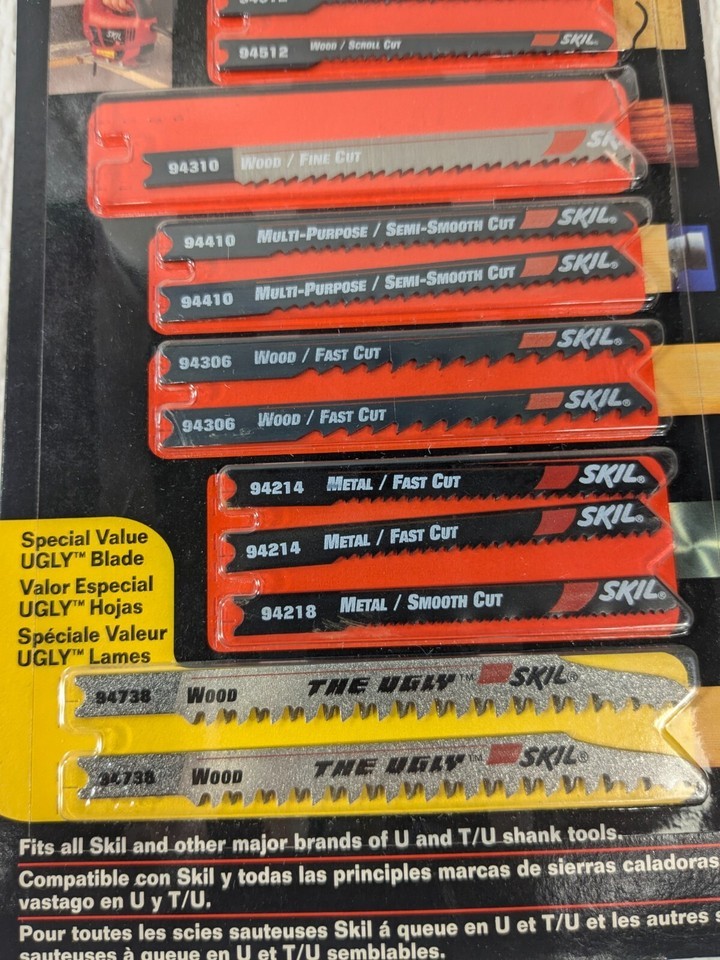 94512 WOOD / SCROLL CUT SKIL®
94310 WOOD / FINE CUT
94410 MULTI-PURPOSE / SEMI-SMOOTH CUT SKIL®
94410 MULTI-PURPOSE / SEMI-SMOOTH CUT SKIL®
94306 WOOD / FAST CUT SKIL®
94306 WOOD / FAST CUT SKIL®
94214 METAL / FAST CUT SKIL®
94214 METAL / FAST CUT SKIL®
94218 METAL / SMOOTH CUT SKIL®
Special Value
UGLY™ Blade
Valor Especial
UGLY™ Hojas
Spéciale Valeur
UGLY™ Lames
94738 WOOD THE UGLY™ SKIL®
94738 WOOD THE UGLY™ SKIL®
Fits all Skil and other major brands of U and T/U shank tools.
Compatible con Skil y todas las principles marcas de sierras caladoras
vastago en U y T/U.
Pour toutes les scies sauteuses Skil á queue en U et T/U et les autres
sauteuses à queue en U et T/U semblables.